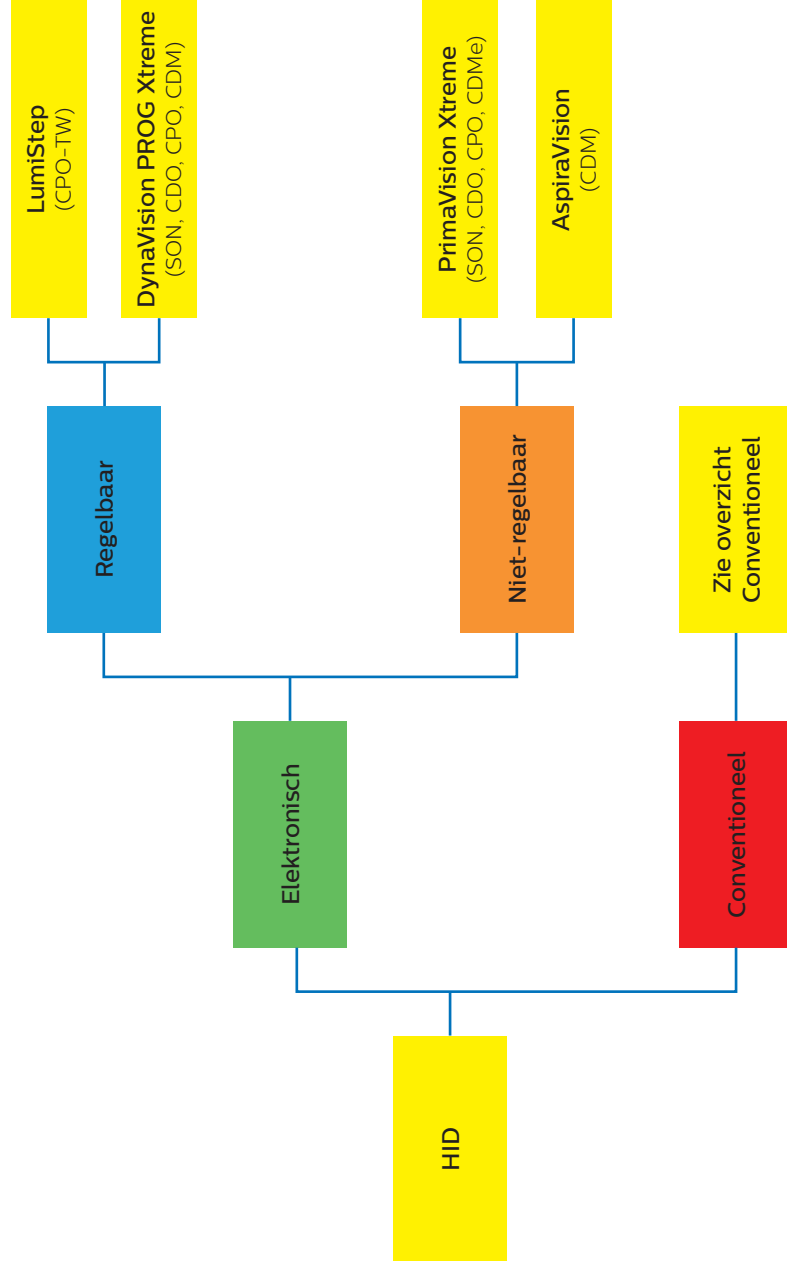 HID
Elektronisch
Conventioneel
Regelbaar
Niet-regelbaar
Zie overzicht
Conventioneel
LumiStep
(CPO-TW)
DynaVision PROG Xtreme
(SON, CDO, CPO, CDM)
PrimaVision Xtreme
(SON, CDO, CPO, CDMe)
AspiraVision
(CDM)